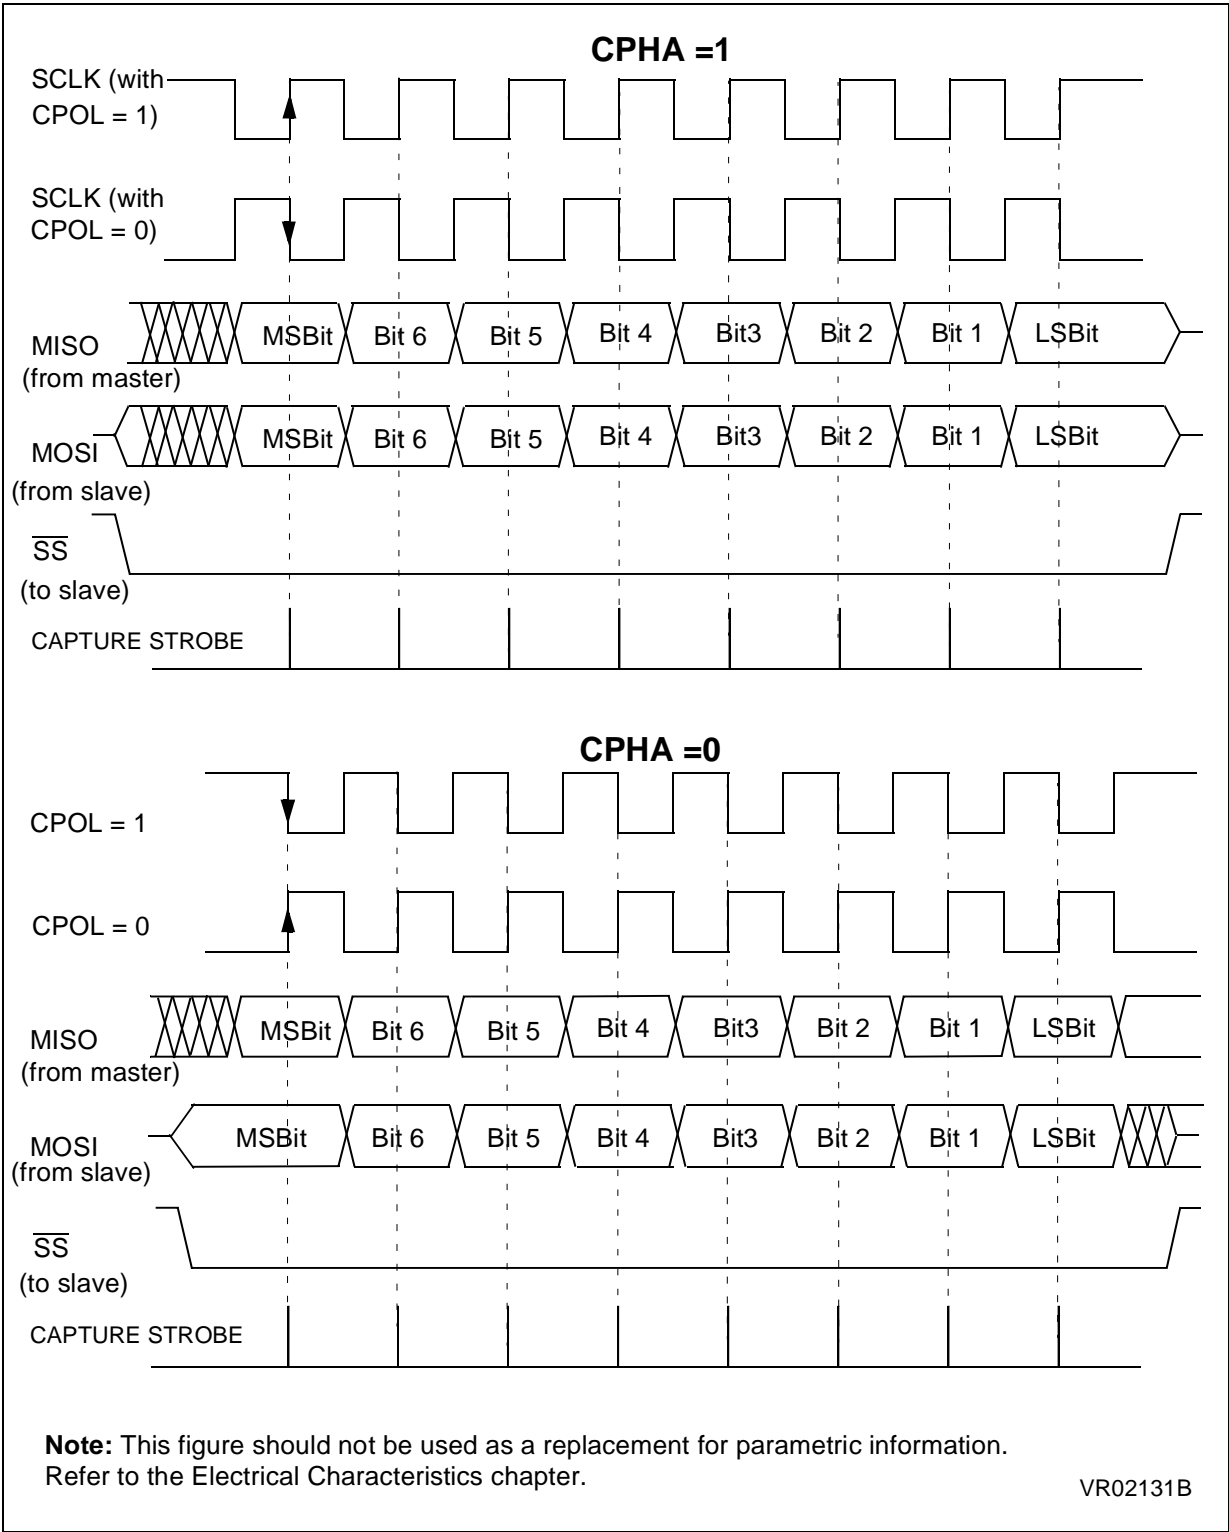 CPHA =1
SCLK (with
CPOL = 1)
SCLK (with
CPOL = 0)
MISO
(from master)
MSBit Bit 6 Bit 5 Bit 4 Bit3 Bit 2 Bit 1 LSBit
MOSI
(from slave)
MSBit Bit 6 Bit 5 Bit 4 Bit3 Bit 2 Bit 1 LSBit
SS
(to slave)
CAPTURE STROBE
CPHA =0
CPOL = 1
CPOL = 0
MISO
(from master)
MSBit Bit 6 Bit 5 Bit 4 Bit3 Bit 2 Bit 1 LSBit
MOSI
(from slave)
MSBit Bit 6 Bit 5 Bit 4 Bit3 Bit 2 Bit 1 LSBit
SS
(to slave)
CAPTURE STROBE
Note: This figure should not be used as a replacement for parametric information.
Refer to the Electrical Characteristics chapter.
VR02131B